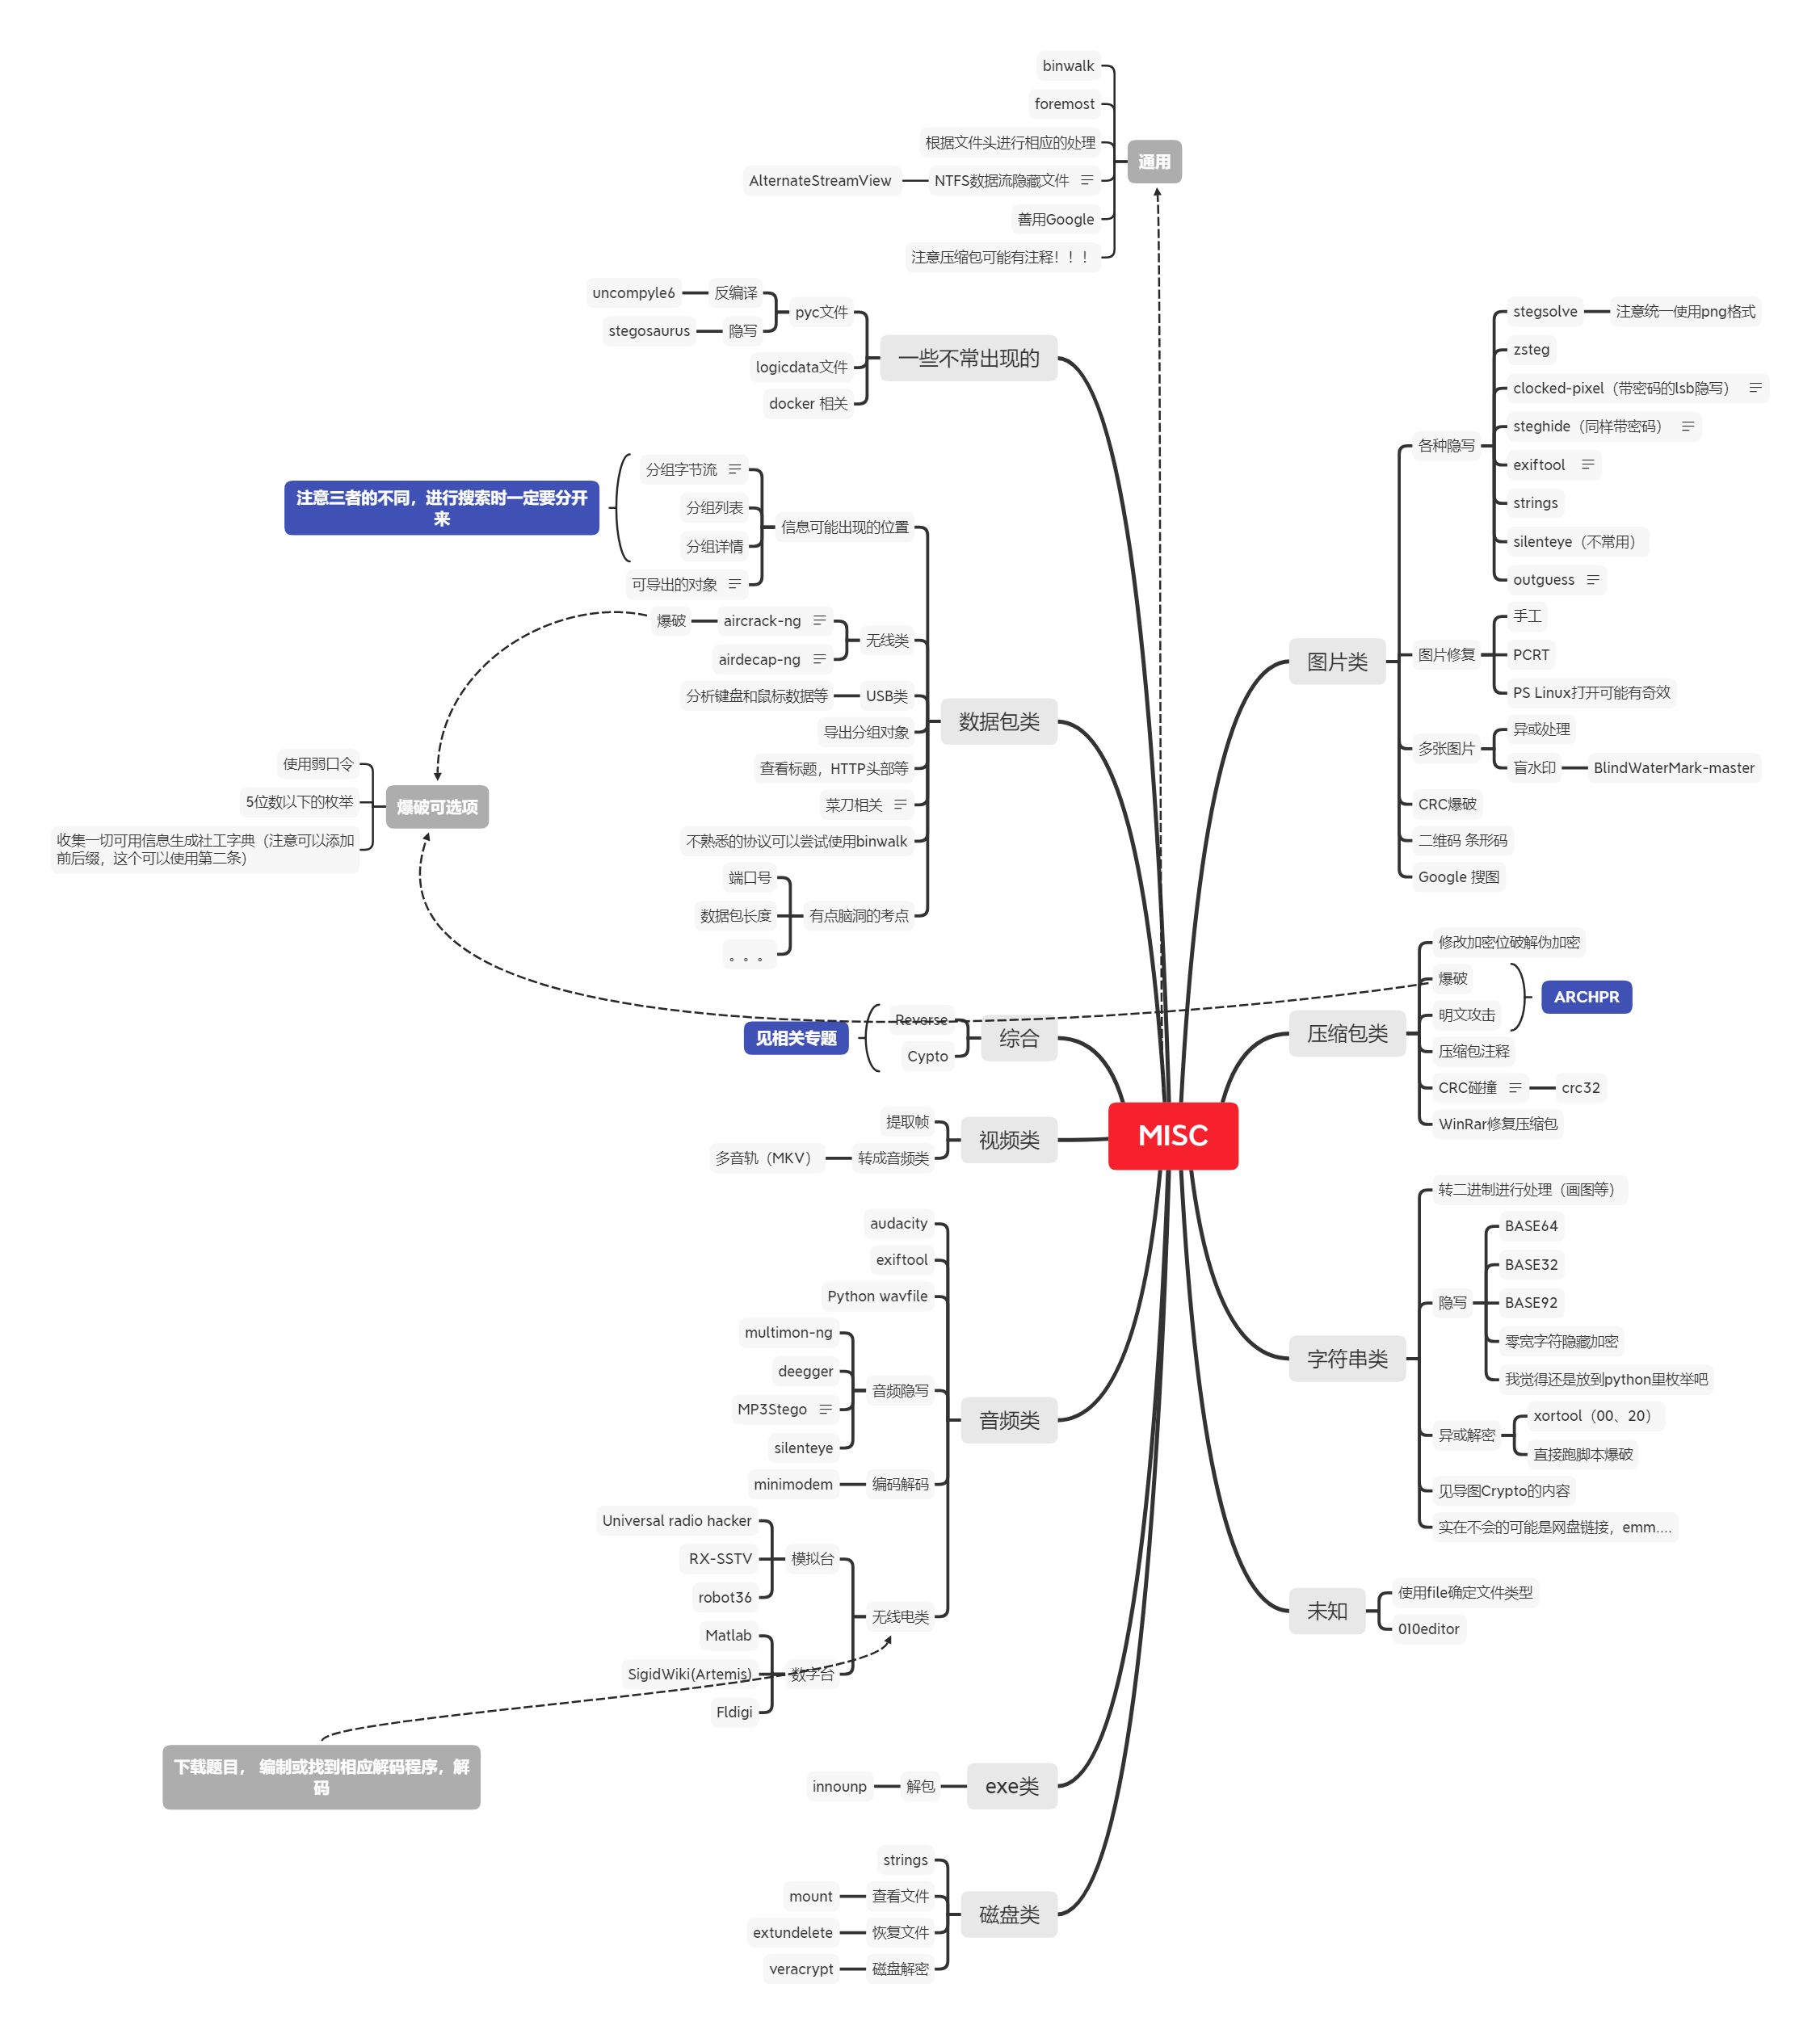 MISC
通用
binwalk
foremost
根据文件头进行相应的处理
NTFS数据流隐藏文件
AlternateStreamView
善用Google
注意压缩包可能有注释！！！
一些不常出现的
pyc文件
反编译
uncompyle6
隐写
stegosaurus
logicdata文件
docker 相关
数据包类
信息可能出现的位置
分组字节流
分组列表
分组详情
可导出的对象
注意三者的不同，进行搜索时一定要分开
来
无线类
aircrack-ng
爆破
airdecap-ng
USB类
分析键盘和鼠标数据等
导出分组对象
查看标题，HTTP头部等
菜刀相关
不熟悉的协议可以尝试使用binwalk
有点脑洞的考点
端口号
数据包长度
。。。
爆破可选项
使用弱口令
5位数以下的枚举
收集一切可用信息生成社工字典（注意可以添加
前后缀，这个可以使用第二条）
综合
Reverse
Cypto
见相关专题
视频类
提取帧
转成音频类
多音轨（MKV）
音频类
audacity
exiftool
Python wavfile
音频隐写
multimon-ng
deegger
MP3Stego
silenteye
编码解码
minimodem
无线电类
模拟台
Universal radio hacker
RX-SSTV
robot36
数字台
Matlab
SigidWiki(Artemis)
Fldigi
下载题目， 编制或找到相应解码程序，解
码
exe类
解包
innounp
磁盘类
strings
查看文件
mount
恢复文件
extundelete
磁盘解密
veracrypt
图片类
各种隐写
stegsolve
注意统一使用png格式
zsteg
clocked-pixel（带密码的lsb隐写）
steghide（同样带密码）
exiftool
strings
silenteye（不常用）
outguess
图片修复
手工
PCRT
PS Linux打开可能有奇效
多张图片
异或处理
盲水印
BlindWaterMark-master
CRC爆破
二维码 条形码
Google 搜图
压缩包类
修改加密位破解伪加密
爆破
明文攻击
ARCHPR
压缩包注释
CRC碰撞
crc32
WinRar修复压缩包
字符串类
转二进制进行处理（画图等）
隐写
BASE64
BASE32
BASE92
零宽字符隐藏加密
我觉得还是放到python里枚举吧
异或解密
xortool（00、20）
直接跑脚本爆破
见导图Crypto的内容
实在不会的可能是网盘链接，emm....
未知
使用file确定文件类型
010editor